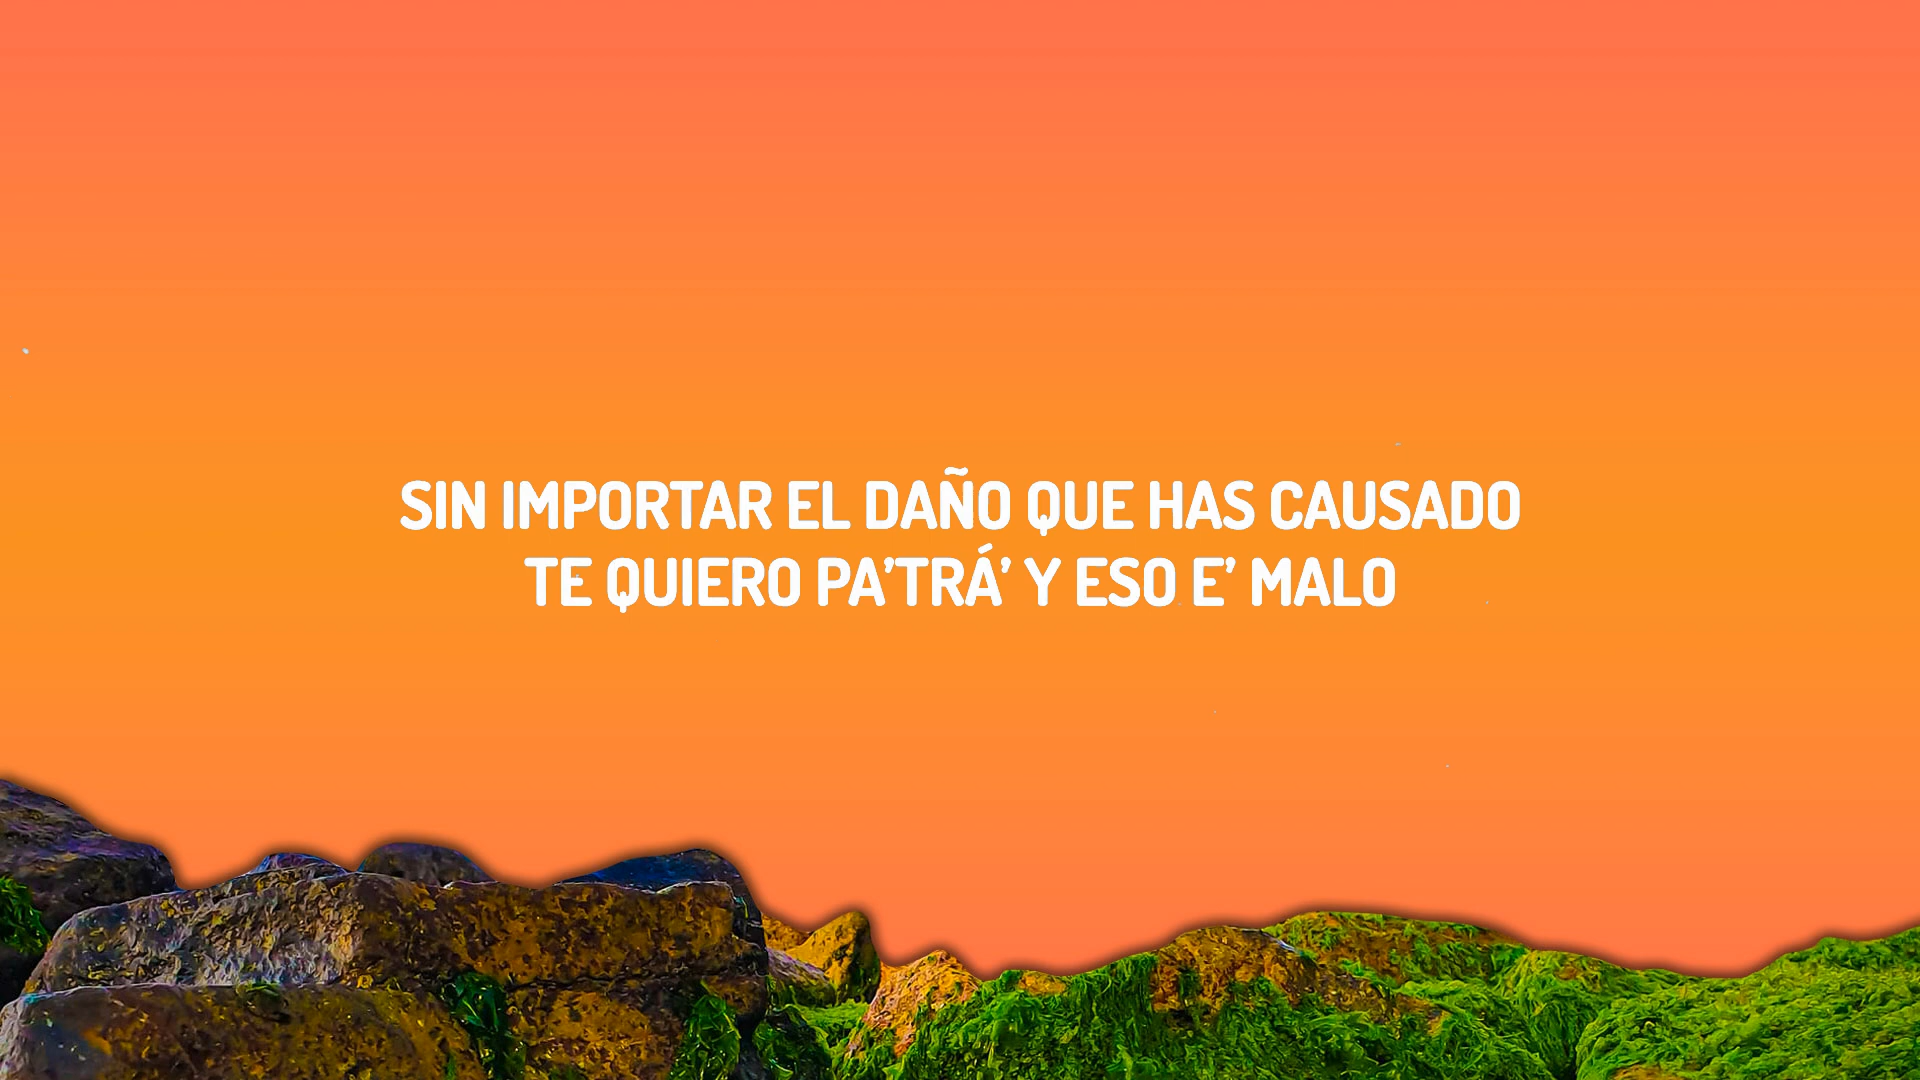 SIN IMPORTAR EL DAÑO QUE HAS CAUSADO
TE QUIERO PA’TRÁ’ Y ESO E’ MALO